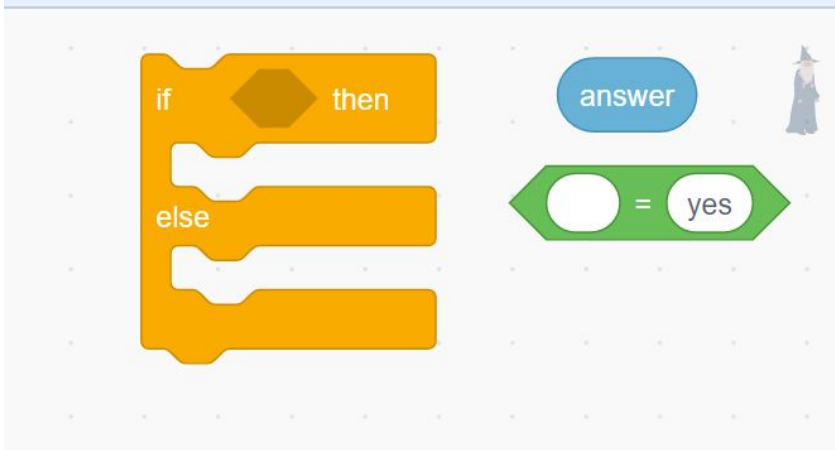 if then
answer
= yes
else